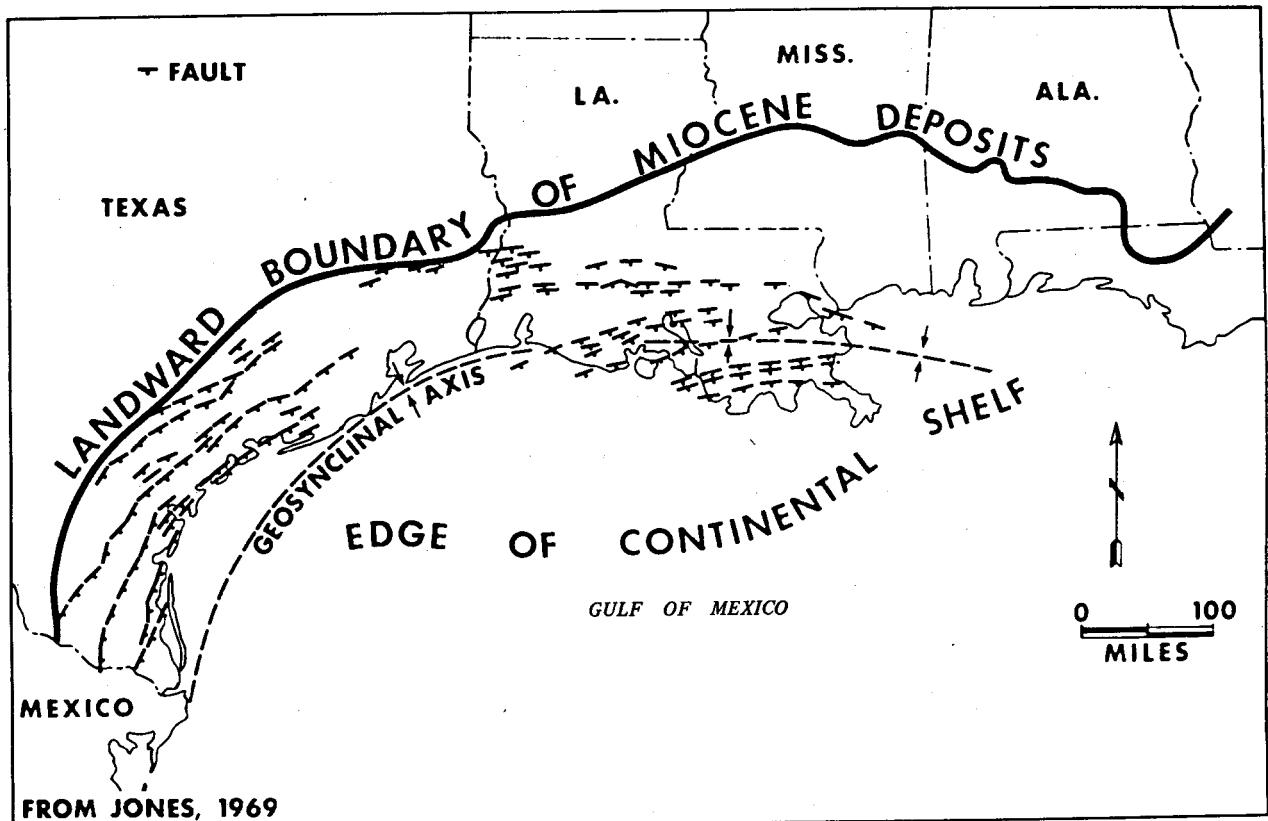 FAULT
MISS.
LA.
ALA.
TEXAS
LANDWARD BOUNDARY OF MIOCENE DEPOSITS
GEOSYNCLINAL AXIS
EDGE OF CONTINENTAL SHELF
GULF OF MEXICO
0 100
MILES
MEXICO
FROM JONES, 1969